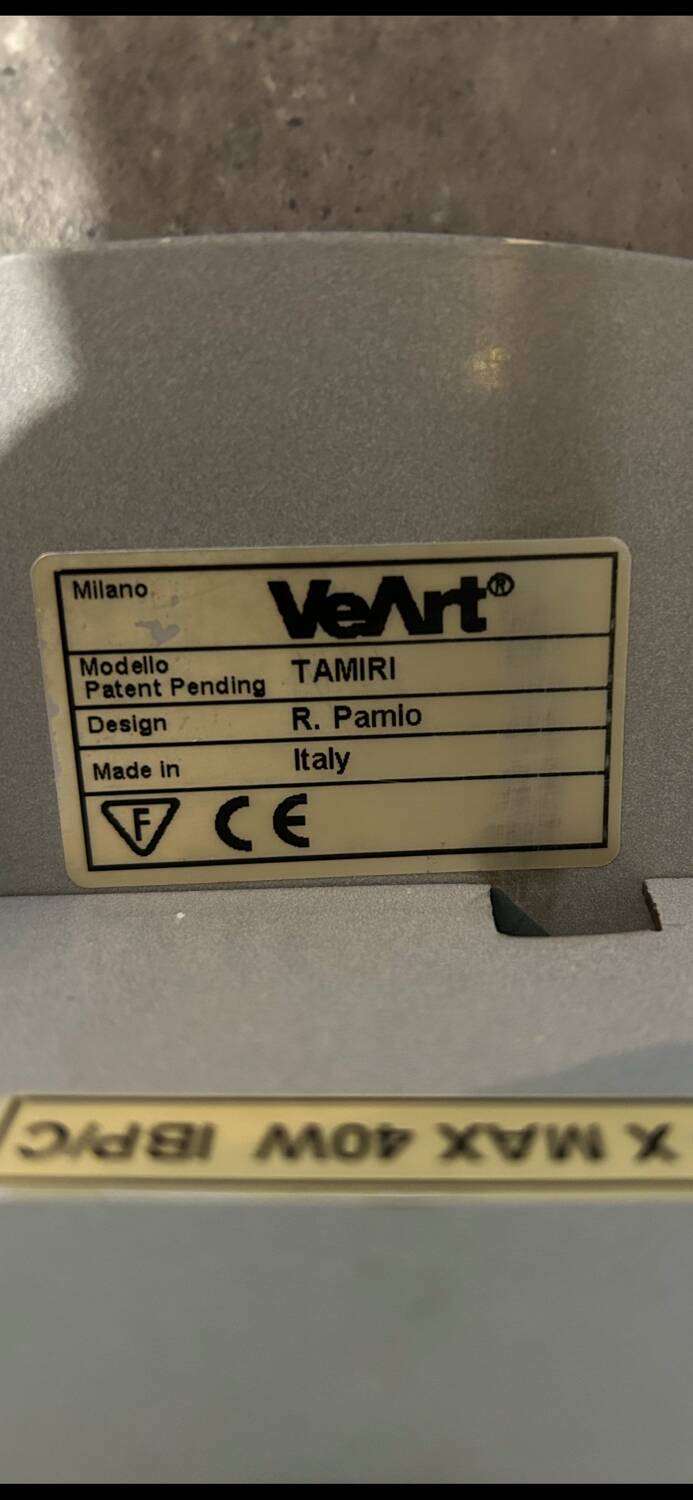 Milano VeArt®
Modello
Patent Pending TAMIRI
Design R. Pamio
Made in Italy
F CE
X MAX 40W IBP/C